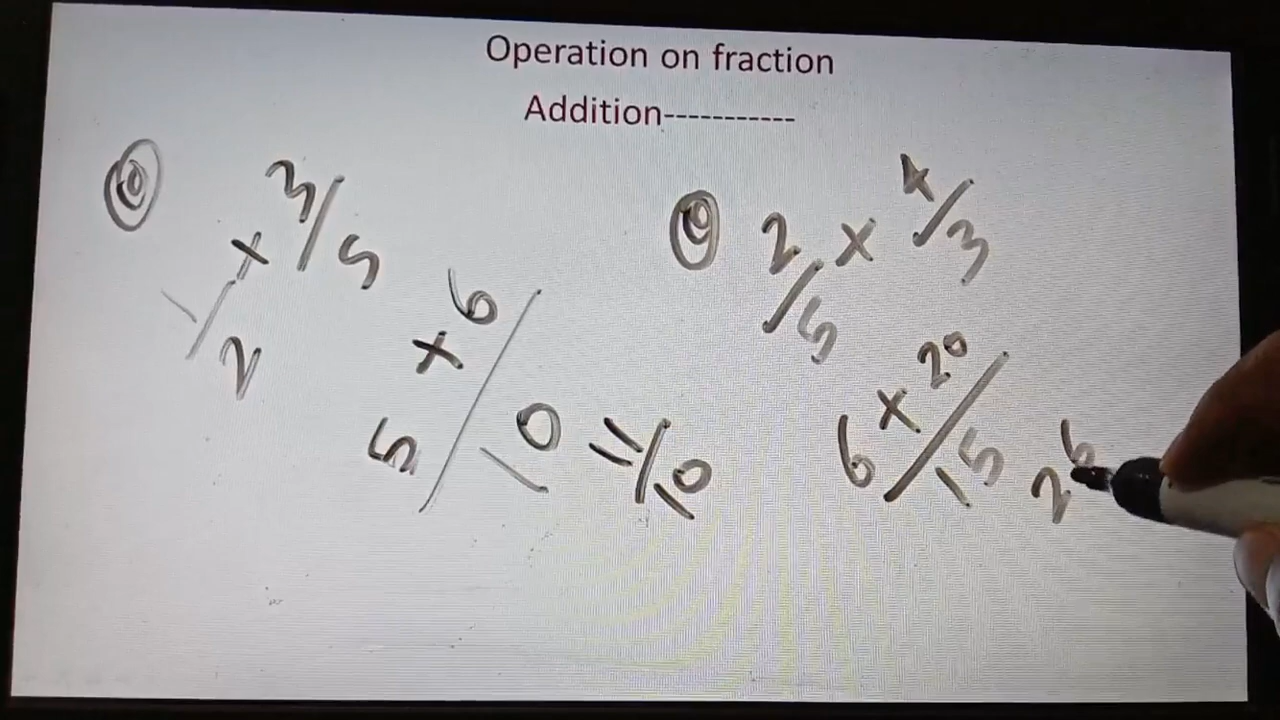 Operation on fraction
Addition-----------
1/2 + 3/5
5 + 6/10 = 11/10
2/5 × 4/3
6 × 20/15
26